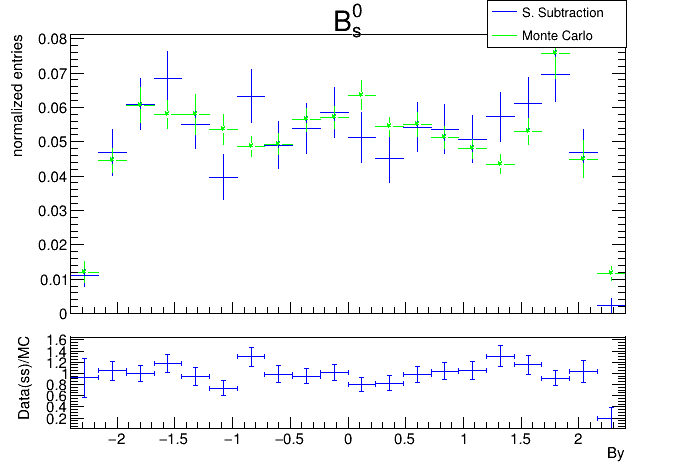 B⁰ₛ
S. Subtraction
Monte Carlo
normalized entries
0.08
0.07
0.06
0.05
0.04
0.03
0.02
0.01
0
Data(ss)/MC
1.6
1.4
1.2
1
0.8
0.6
0.4
0.2
−2 −1.5 −1 −0.5 0 0.5 1 1.5 2
By